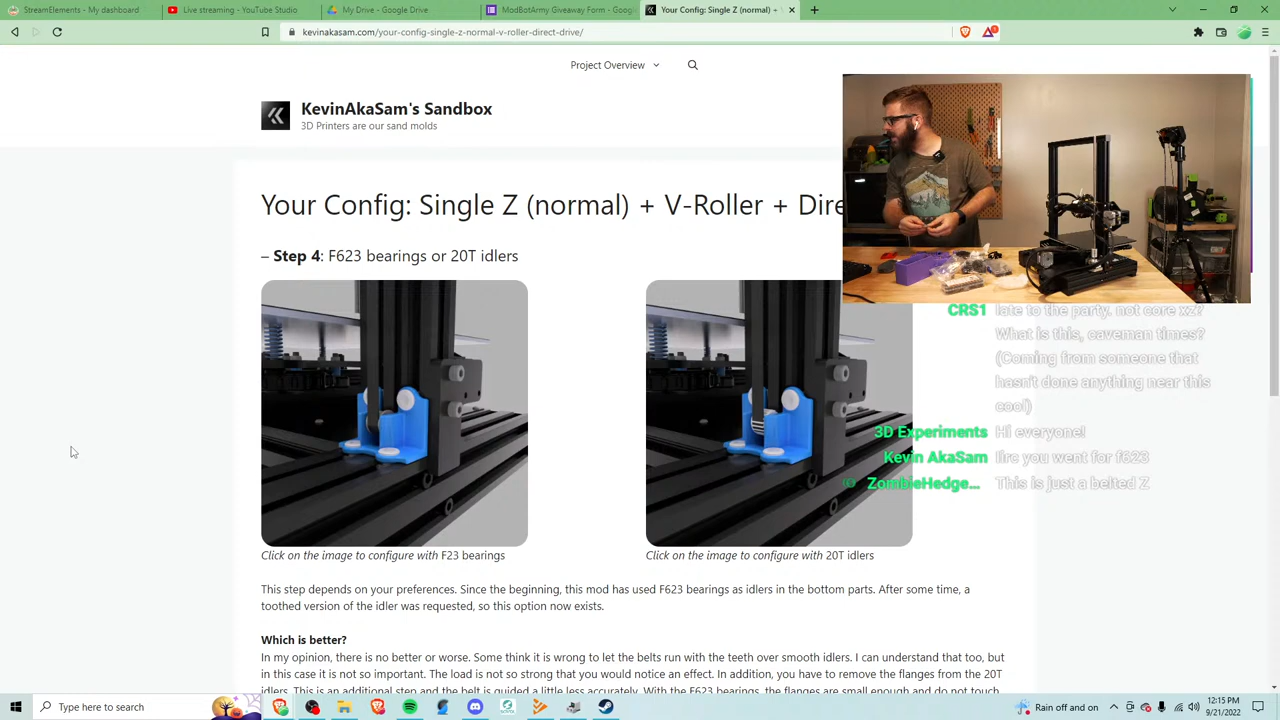 StreamElements - My dashboard
Live streaming - YouTube Studio
My Drive - Google Drive
ModBotArmy Giveaway Form - Goog
Your Config: Single Z (normal) + V
kevinakasam.com/your-config-single-z-normal-v-roller-direct-drive/
Project Overview
KevinAkaSam's Sandbox
3D Printers are our sand molds
Your Config: Single Z (normal) + V-Roller + Dire
– Step 4: F623 bearings or 20T idlers
CRS1 late to the party. not core xz?
What is this, caveman times?
(Coming from someone that
hasn't done anything near this
cool)
3D Experiments Hi everyone!
Kevin AkaSam Iirc you went for f623
ZombieHedge... This is just a belted Z
Click on the image to configure with F23 bearings
Click on the image to configure with 20T idlers
This step depends on your preferences. Since the beginning, this mod has used F623 bearings as idlers in the bottom parts. After some time, a
toothed version of the idler was requested, so this option now exists.
Which is better?
In my opinion, there is no better or worse. Some think it is wrong to let the belts run with the teeth over smooth idlers. I can understand that too, but
in this case it is not so important. The load is not so strong that you would notice an effect. In addition, you have to remove the flanges from the 20T
idlers. This is an additional step and the belt is guided a little less accurately. With the F623 bearings, the flanges are small enough and do not touch
Type here to search
Rain off and on
12:15 PM
9/21/2022